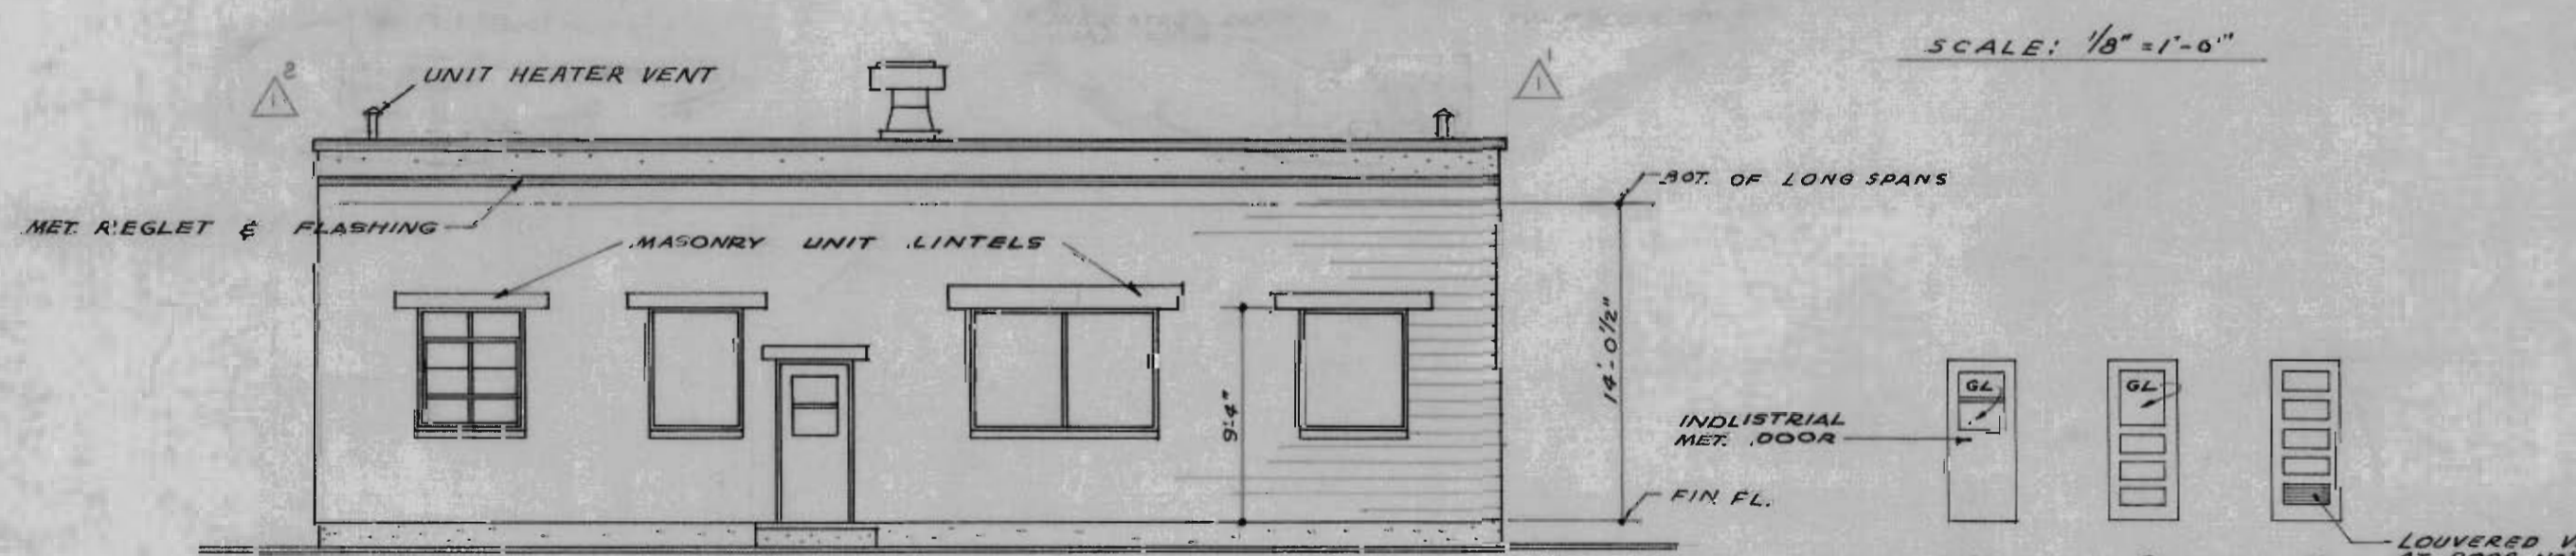 SCALE: 1/8" = 1'-0"
UNIT HEATER VENT
2
1
1
1
BOT. OF LONG SPANS
MET. REGLET & FLASHING
MASONRY UNIT LINTELS
14'-0 1/2"
9'-4"
GL
GL
INDUSTRIAL
MET. DOOR
FIN. FL.
LOUVERED